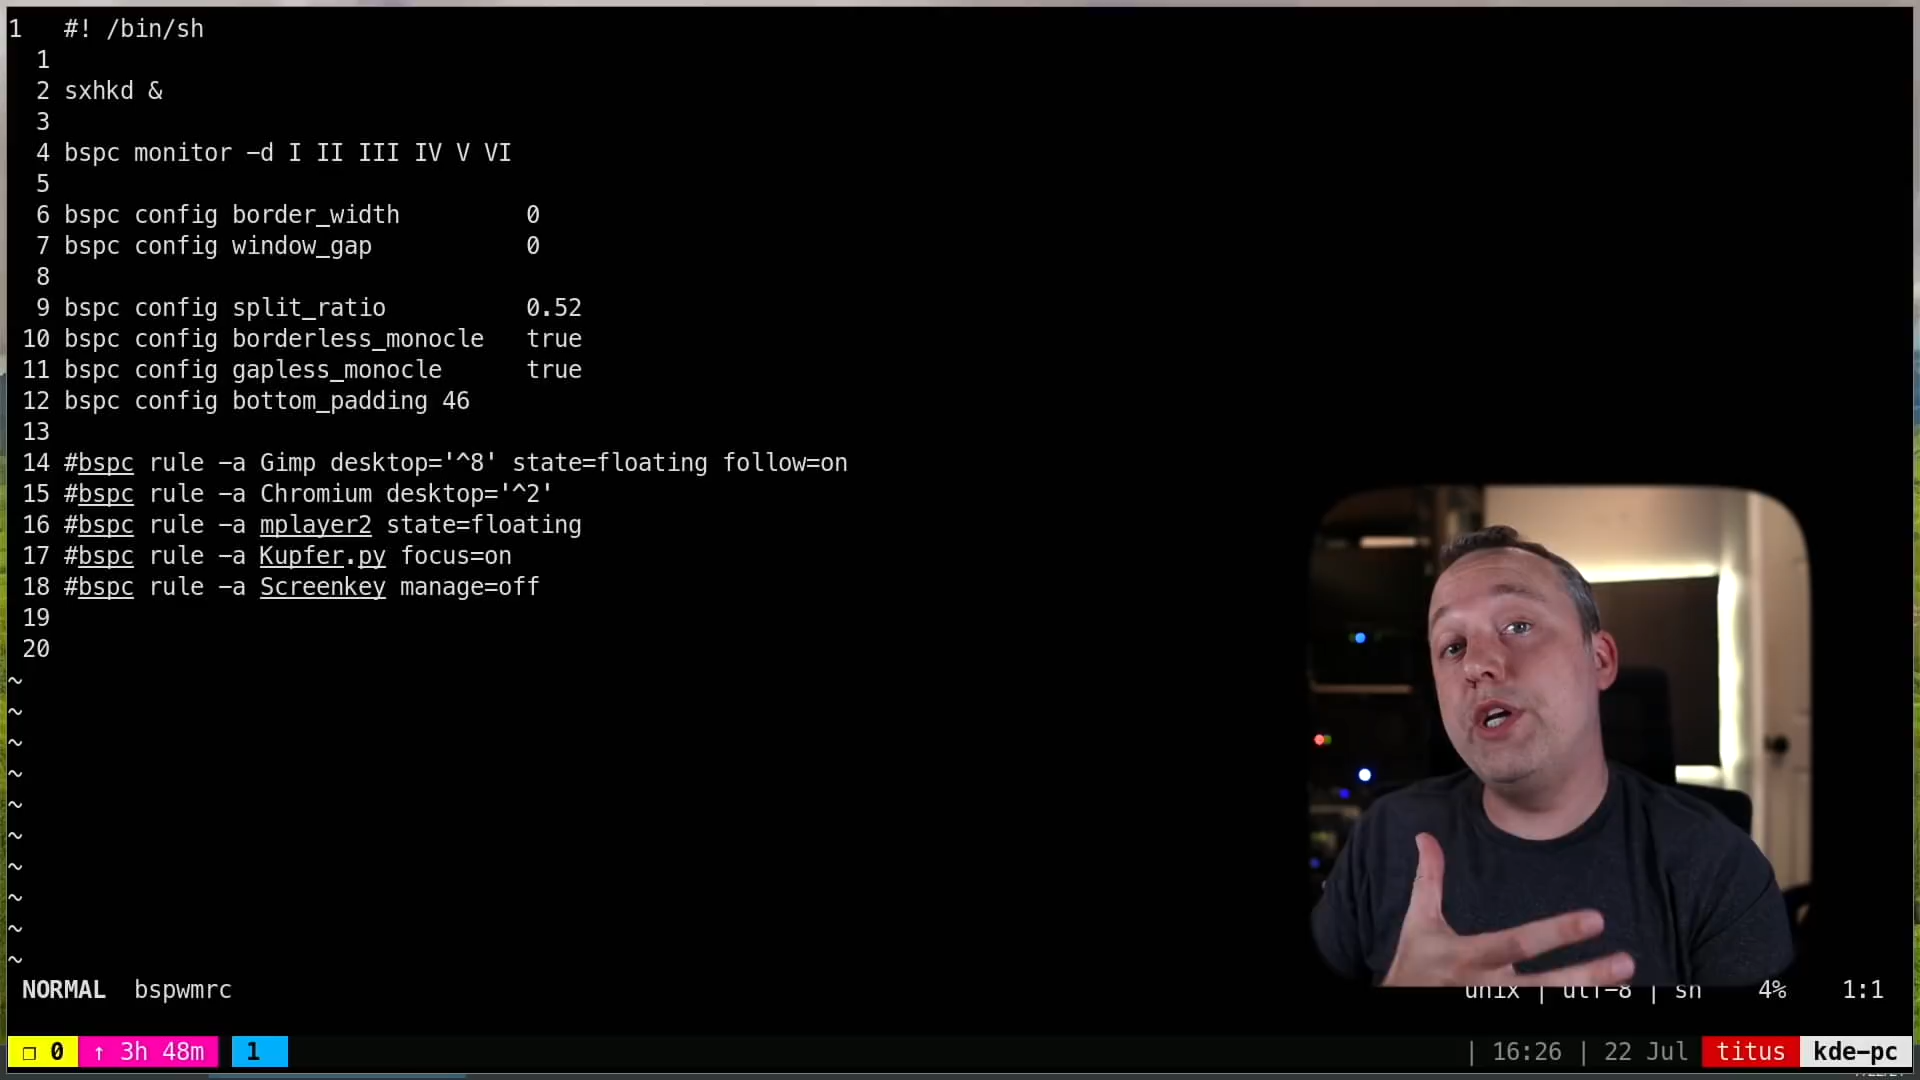 1 #! /bin/sh
1
2 sxhkd &
3
4 bspc monitor -d I II III IV V VI
5
6 bspc config border_width 0
7 bspc config window_gap 0
8
9 bspc config split_ratio 0.52
10 bspc config borderless_monocle true
11 bspc config gapless_monocle true
12 bspc config bottom_padding 46
13
14 #bspc rule -a Gimp desktop='^8' state=floating follow=on
15 #bspc rule -a Chromium desktop='^2'
16 #bspc rule -a mplayer2 state=floating
17 #bspc rule -a Kupfer.py focus=on
18 #bspc rule -a Screenkey manage=off
19
20
~
~
~
~
~
~
~
~
~
~
NORMAL bspwmrc unix | utf-8 | sh 4% 1:1
❐ 0 ↑ 3h 48m 1 | 16:26 | 22 Jul titus kde-pc